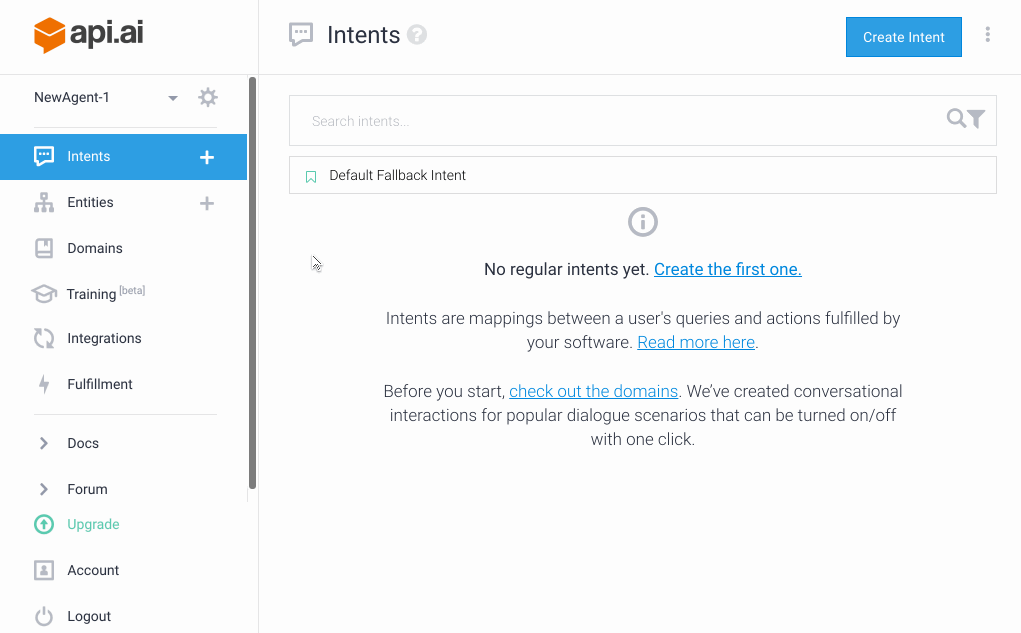 api.ai
NewAgent-1
Intents
Entities
Domains
Training [beta]
Integrations
Fulfillment
Docs
Forum
Upgrade
Account
Logout
Intents ?
Create Intent
Search intents...
Default Fallback Intent
No regular intents yet. Create the first one.
Intents are mappings between a user's queries and actions fulfilled by
your software. Read more here.
Before you start, check out the domains. We’ve created conversational
interactions for popular dialogue scenarios that can be turned on/off
with one click.